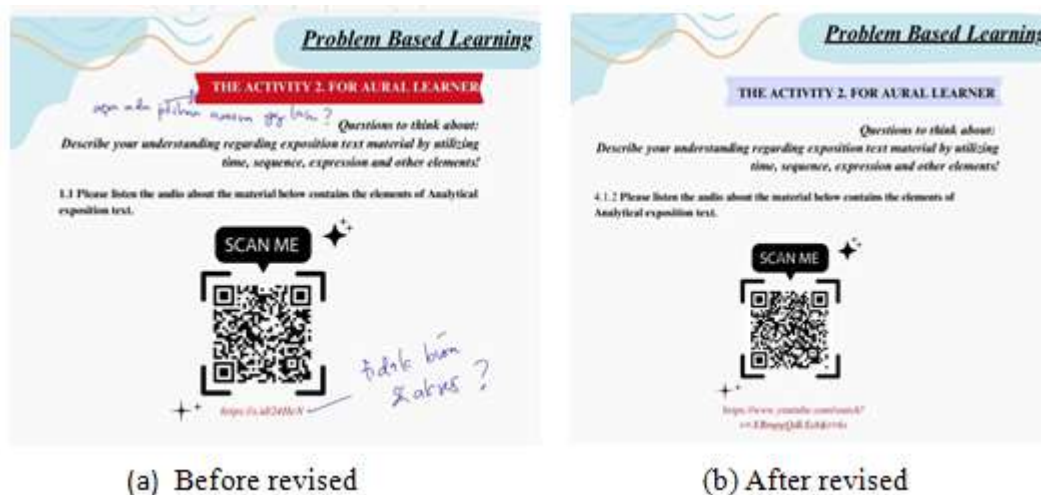 Problem Based Learning
THE ACTIVITY 2. FOR AURAL LEARNER
apa ada warna yg lain ?
Questions to think about:
Describe your understanding regarding exposition text material by utilizing
time, sequence, expression and other elements!
1.1 Please listen the audio about the material below contains the elements of Analytical
exposition text.
SCAN ME
tidak bisa
?
(a) Before revised
Problem Based Learning
THE ACTIVITY 2. FOR AURAL LEARNER
Questions to think about:
Describe your understanding regarding exposition text material by utilizing
time, sequence, expression and other elements!
4.1.2 Please listen the audio about the material below contains the elements of
Analytical exposition text.
SCAN ME
https://www.youtube.com/watch?
(b) After revised